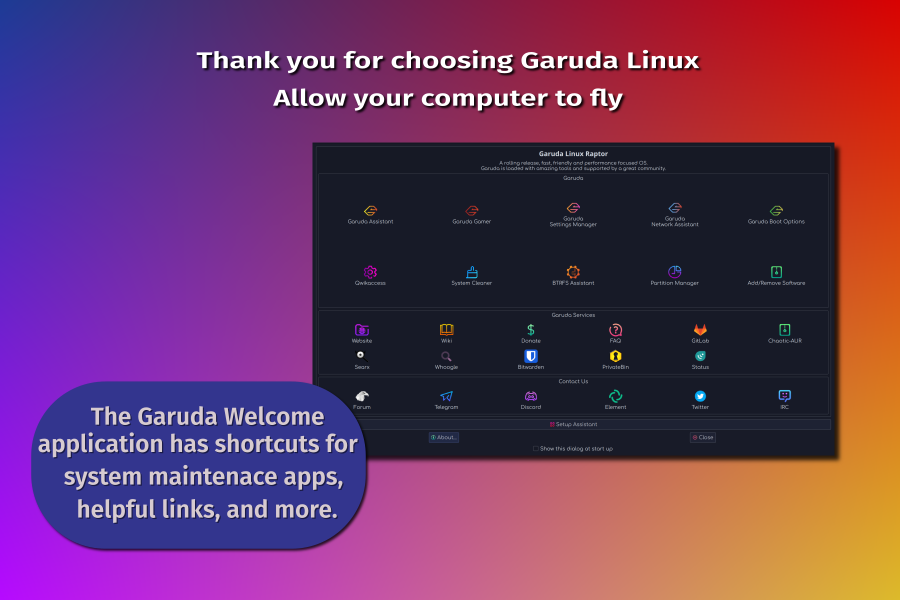 Thank you for choosing Garuda Linux
Allow your computer to fly
Garuda Linux Raptor
A rolling release, fast, friendly and performance focused OS.
Garuda is loaded with amazing tools and supported by a great community.
Garuda
Garuda Assistant
Garuda Gamer
Garuda
Settings Manager
Garuda
Network Assistant
Garuda Boot Options
Qwikaccess
System Cleaner
BTRFS Assistant
Partition Manager
Add/Remove Software
Garuda Services
Website
Wiki
Donate
FAQ
GitLab
Chaotic-AUR
Searx
Whoogle
Bitwarden
PrivateBin
Status
Contact Us
Forum
Telegram
Discord
Element
Twitter
IRC
Setup Assistant
About...
Close
Show this dialog at start up
The Garuda Welcome
application has shortcuts for
system maintenace apps,
helpful links, and more.